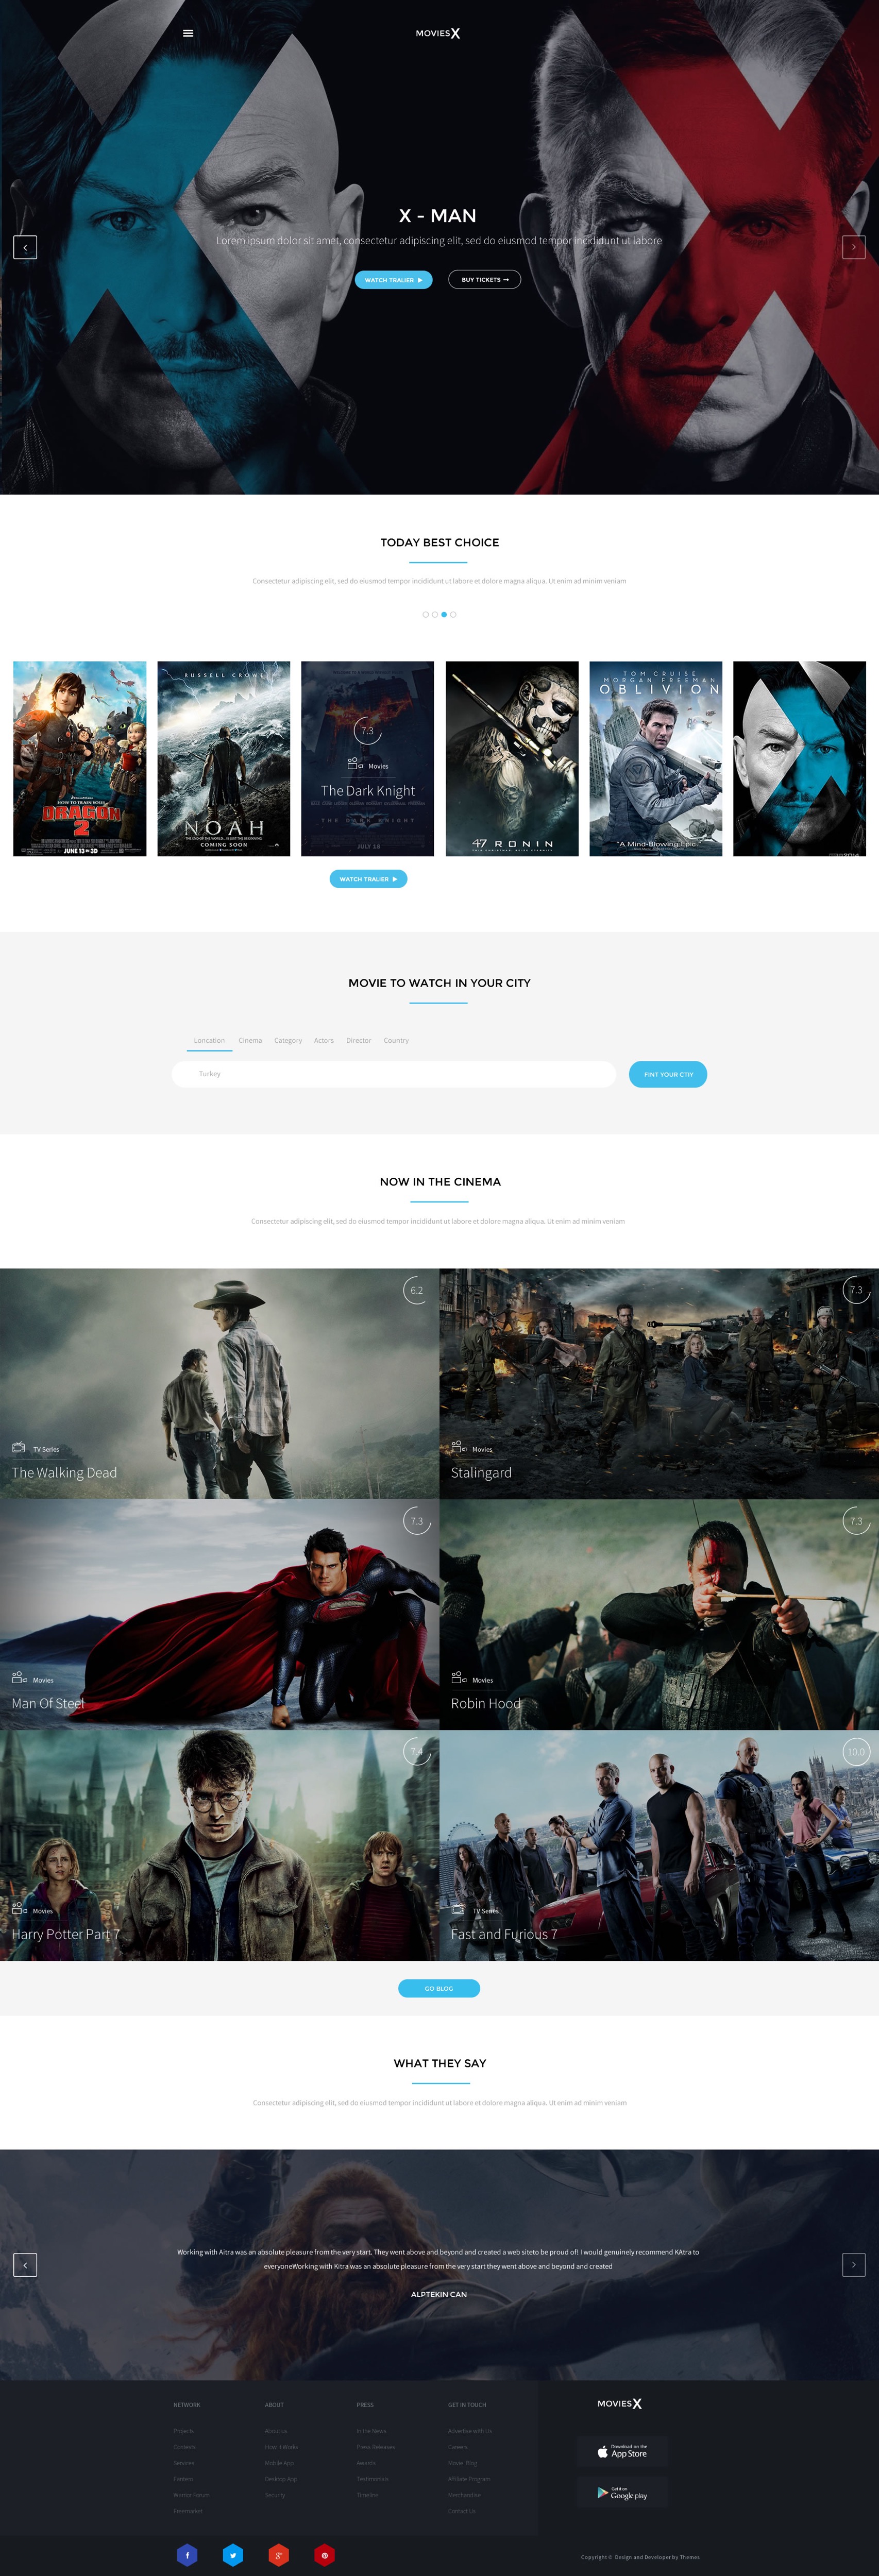 MOVIESX
X - MAN
Lorem ipsum dolor sit amet, consectetur adipiscing elit, sed do eiusmod tempor incididunt ut labore
WATCH TRALIER
BUY TICKETS
TODAY BEST CHOICE
Consectetur adipiscing elit, sed do eiusmod tempor incididunt ut labore et dolore magna aliqua. Ut enim ad minim veniam
HOW TO TRAIN YOUR
DRAGON
2
JUNE 13 IN 3D
RUSSELL CROWE
NOAH
COMING SOON
7.3
Movies
The Dark Knight
THE DARK KNIGHT
JULY 18
47 RONIN
TOM CRUISE
MORGAN FREEMAN
OBLIVION
"A Mind-Blowing Epic"
WATCH TRALIER
MOVIE TO WATCH IN YOUR CITY
Loncation Cinema Category Actors Director Country
Turkey
FINT YOUR CTIY
NOW IN THE CINEMA
Consectetur adipiscing elit, sed do eiusmod tempor incididunt ut labore et dolore magna aliqua. Ut enim ad minim veniam
6.2
TV Series
The Walking Dead
7.3
Movies
Stalingard
7.3
Movies
Man Of Steel
7.3
Movies
Robin Hood
7.4
Movies
Harry Potter Part 7
10.0
TV Series
Fast and Furious 7
GO BLOG
WHAT THEY SAY
Consectetur adipiscing elit, sed do eiusmod tempor incididunt ut labore et dolore magna aliqua. Ut enim ad minim veniam
Working with Aitra was an absolute pleasure from the very start. They went above and beyond and created a web siteto be proud of! I would genuinely recommend KAtra to
everyoneWorking with Kitra was an absolute pleasure from the very start they went above and beyond and created
ALPTEKIN CAN
NETWORK ABOUT PRESS GET IN TOUCH
Projects About us In the News Advertise with Us
Contests How it Works Press Releases Careers
Services Mobile App Awards Movie Blog
Fantero Desktop App Testimonials Affiliate Program
Warrior Forum Security Timeline Merchandise
Freemarket Contact Us
MOVIESX
Download on the
App Store
Get it on
Google play
Copyright © Design and Developer by Themes